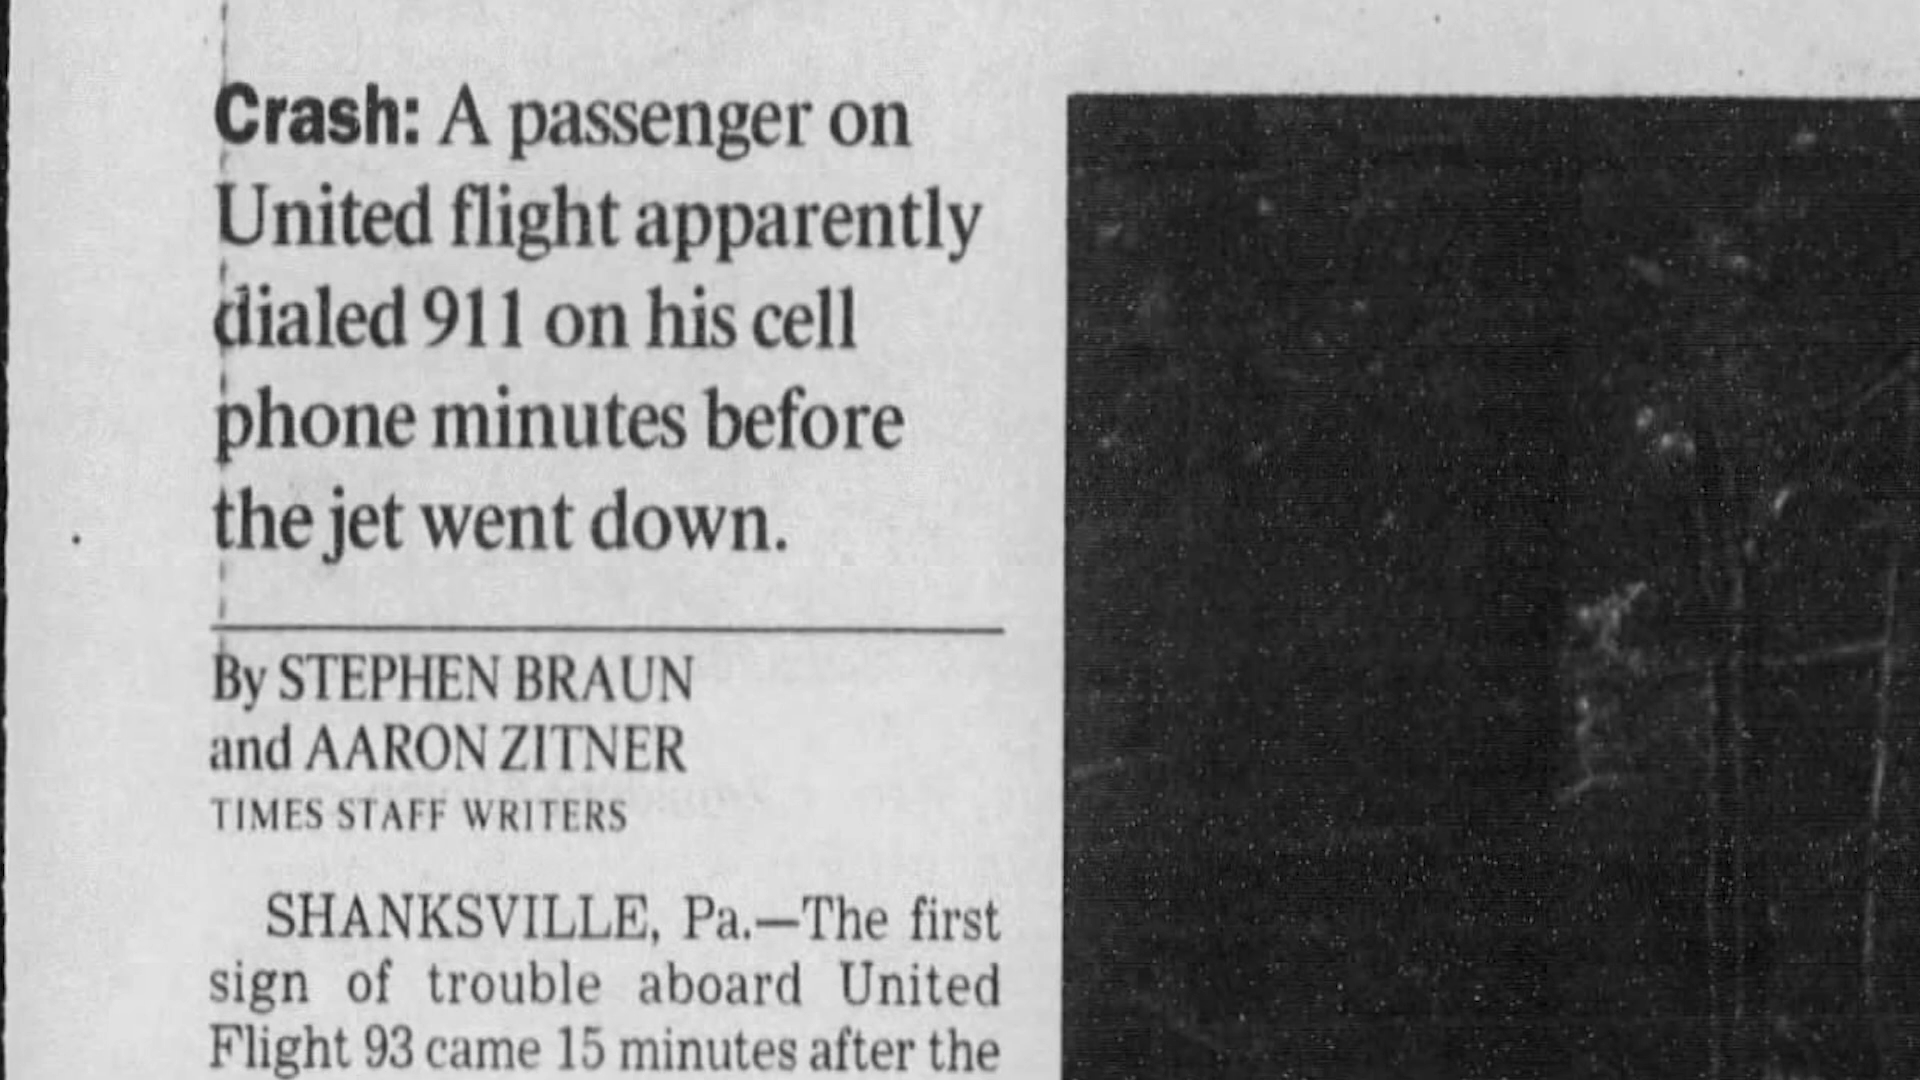 Crash: A passenger on
United flight apparently
dialed 911 on his cell
phone minutes before
the jet went down.
By STEPHEN BRAUN
and AARON ZITNER
TIMES STAFF WRITERS
SHANKSVILLE, Pa.—The first
sign of trouble aboard United
Flight 93 came 15 minutes after the